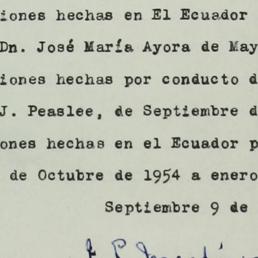 iones hechas en El Ecuador
Dn. José María Ayora de May
iones hechas por conducto d
J. Peaslee, de Septiembre d
ones hechas en el Ecuador p
de Octubre de 1954 a enero
Septiembre 9 de